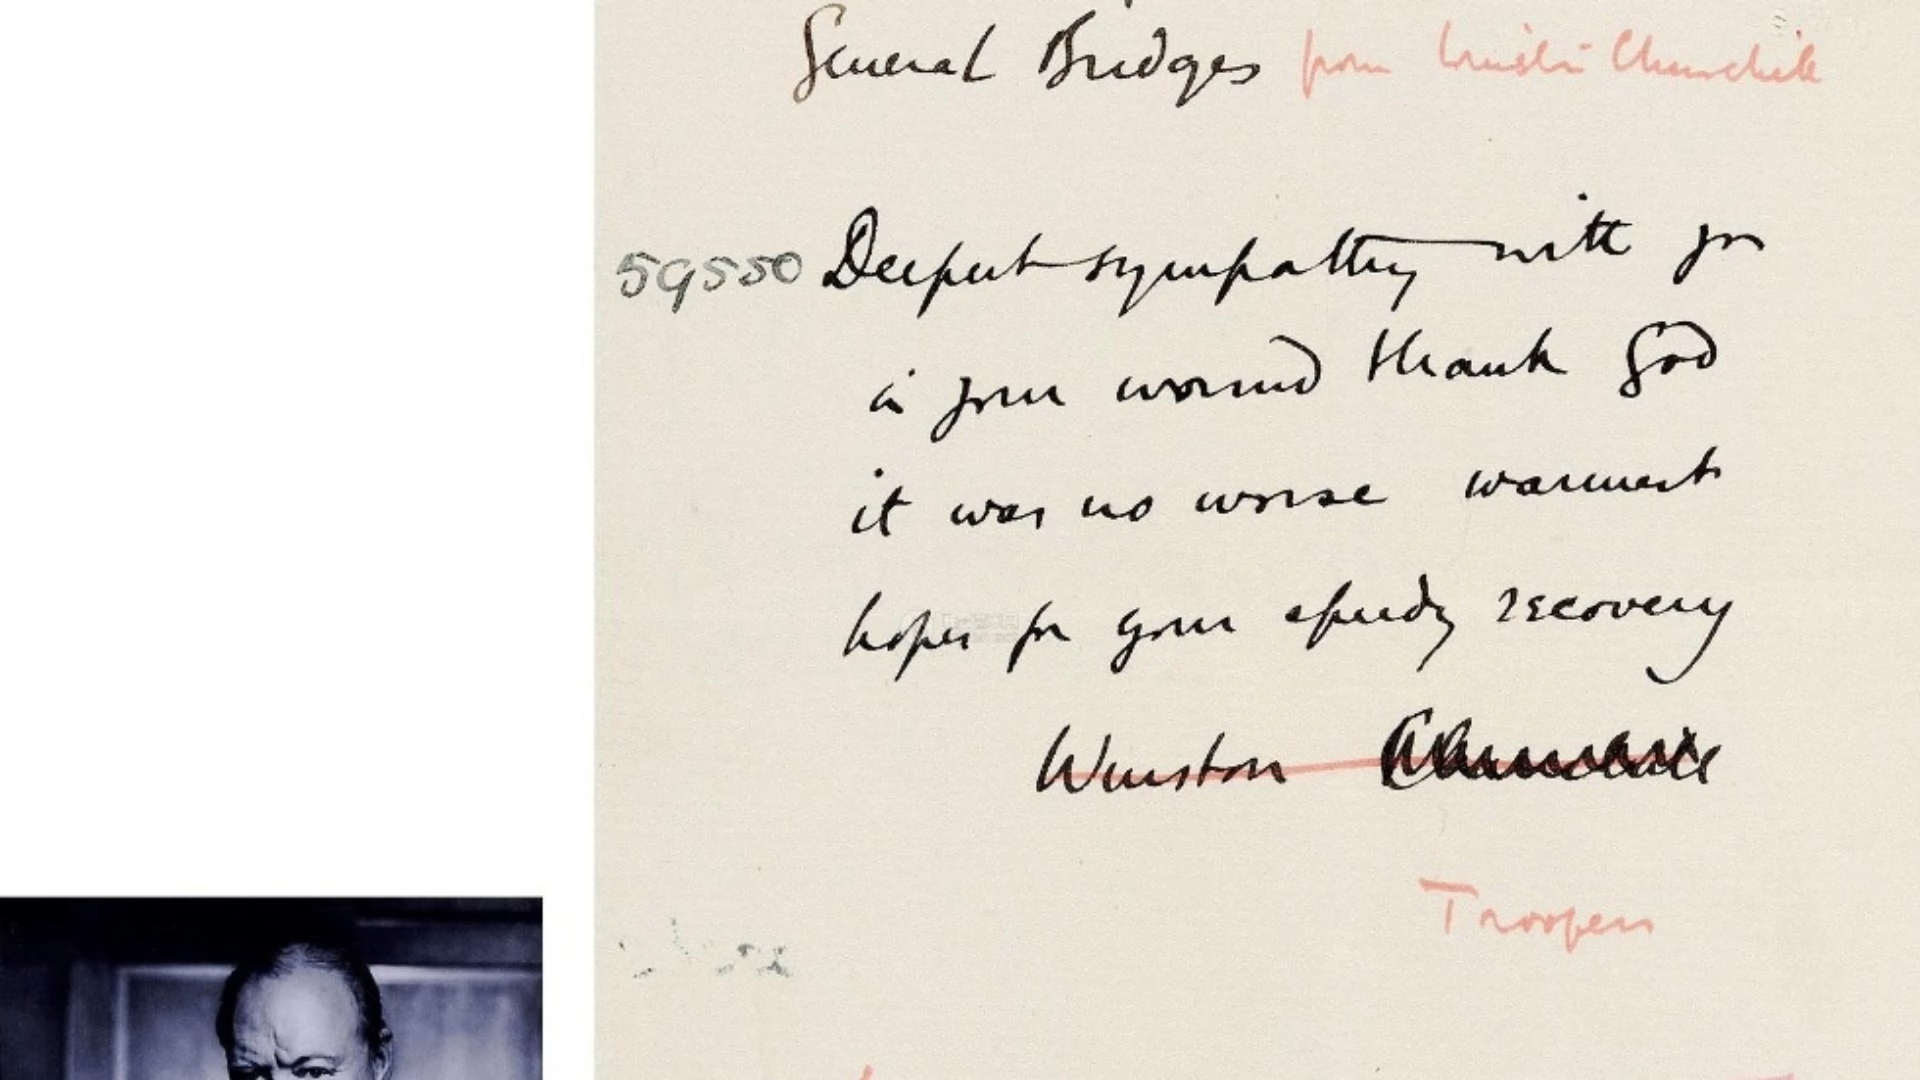 General Bridges from Winston Churchill
59550 Deepest sympathy with you
in your wound thank God
it was no worse warmest
hopes for your speedy recovery
Winston Churchill
Troopers